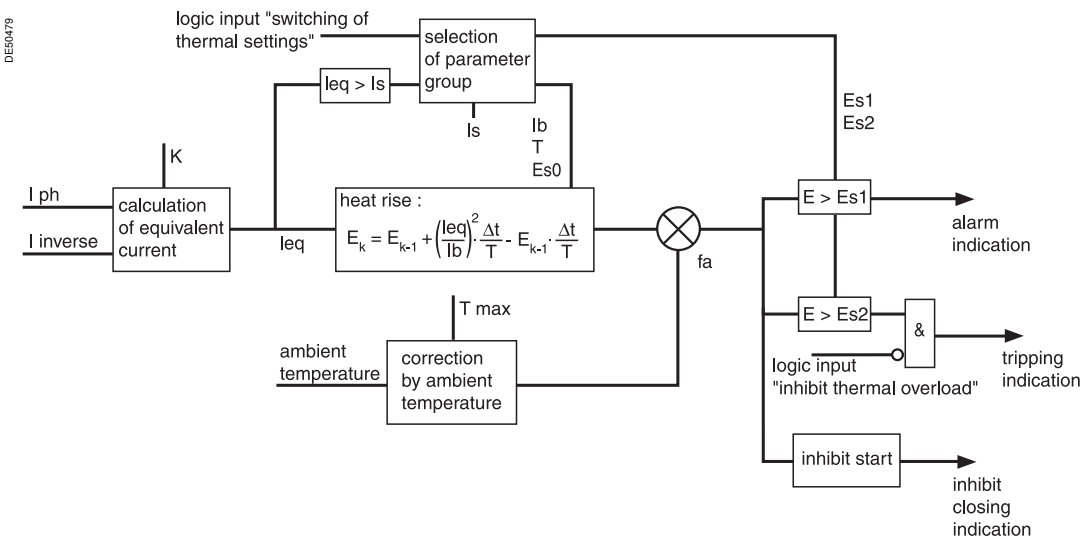 DE50479
logic input "switching of
thermal settings"
selection
of parameter
group
Ieq > Is
Is
Ib
T
Es0
Es1
Es2
K
I ph
I inverse
calculation
of equivalent
current
Ieq
heat rise :
E_k = E_{k-1} + (Ieq/Ib)^2 · Δt/T - E_{k-1} · Δt/T
fa
E > Es1
alarm
indication
E > Es2
&
logic input
"inhibit thermal overload"
tripping
indication
T max
ambient
temperature
correction
by ambient
temperature
inhibit start
inhibit
closing
indication